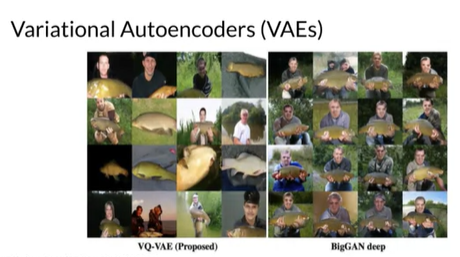 Variational Autoencoders (VAEs)
VQ-VAE (Proposed)
BigGAN deep